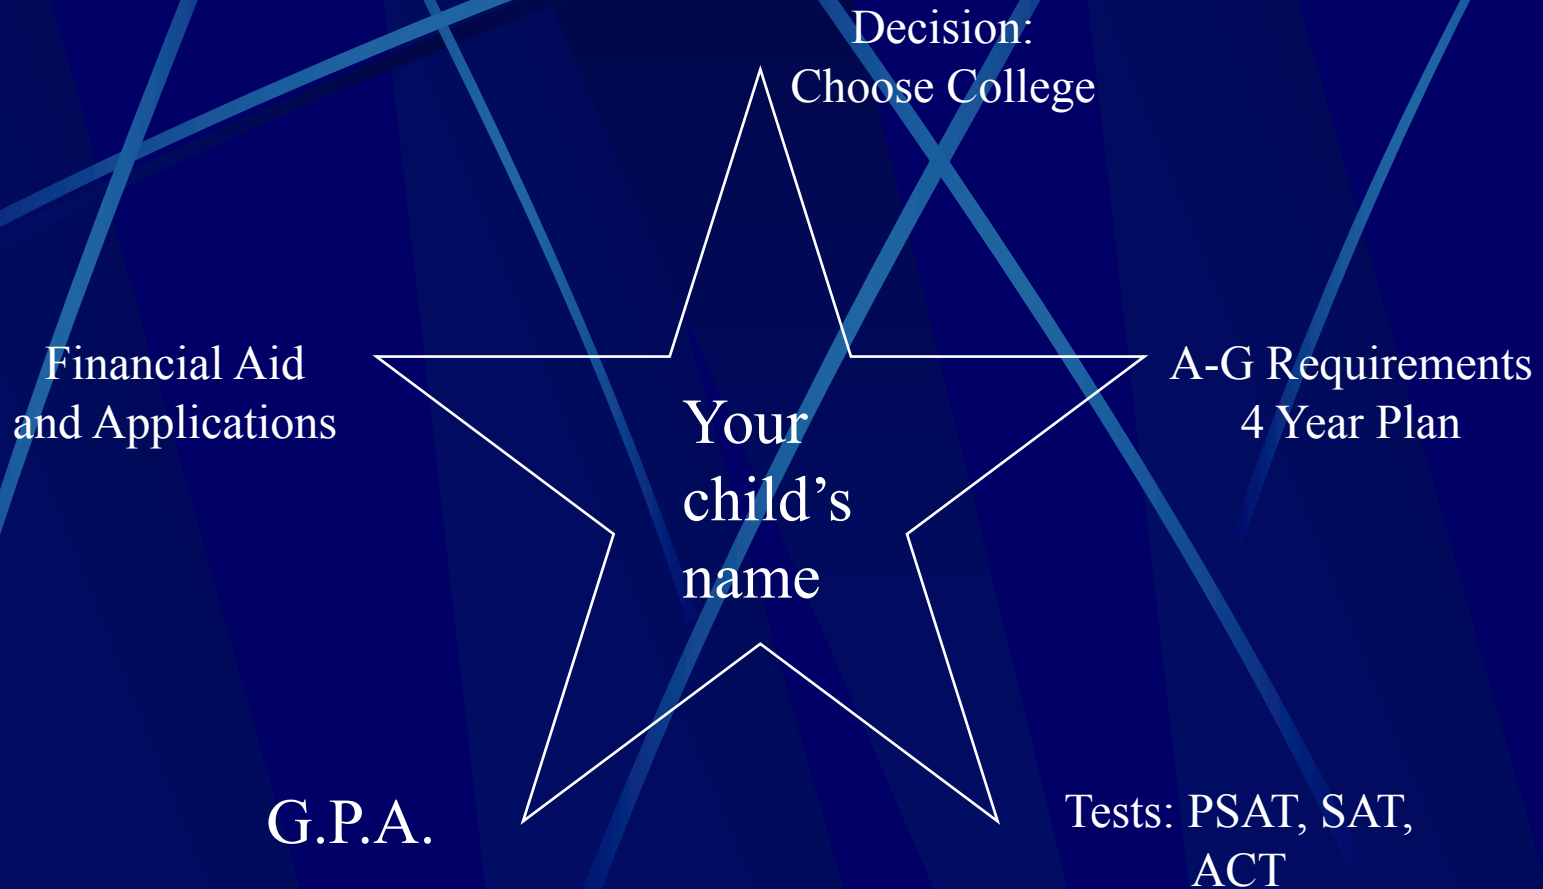 Decision:
Choose College
Financial Aid
and Applications
A-G Requirements
4 Year Plan
Your
child’s
name
G.P.A.
Tests: PSAT, SAT,
ACT